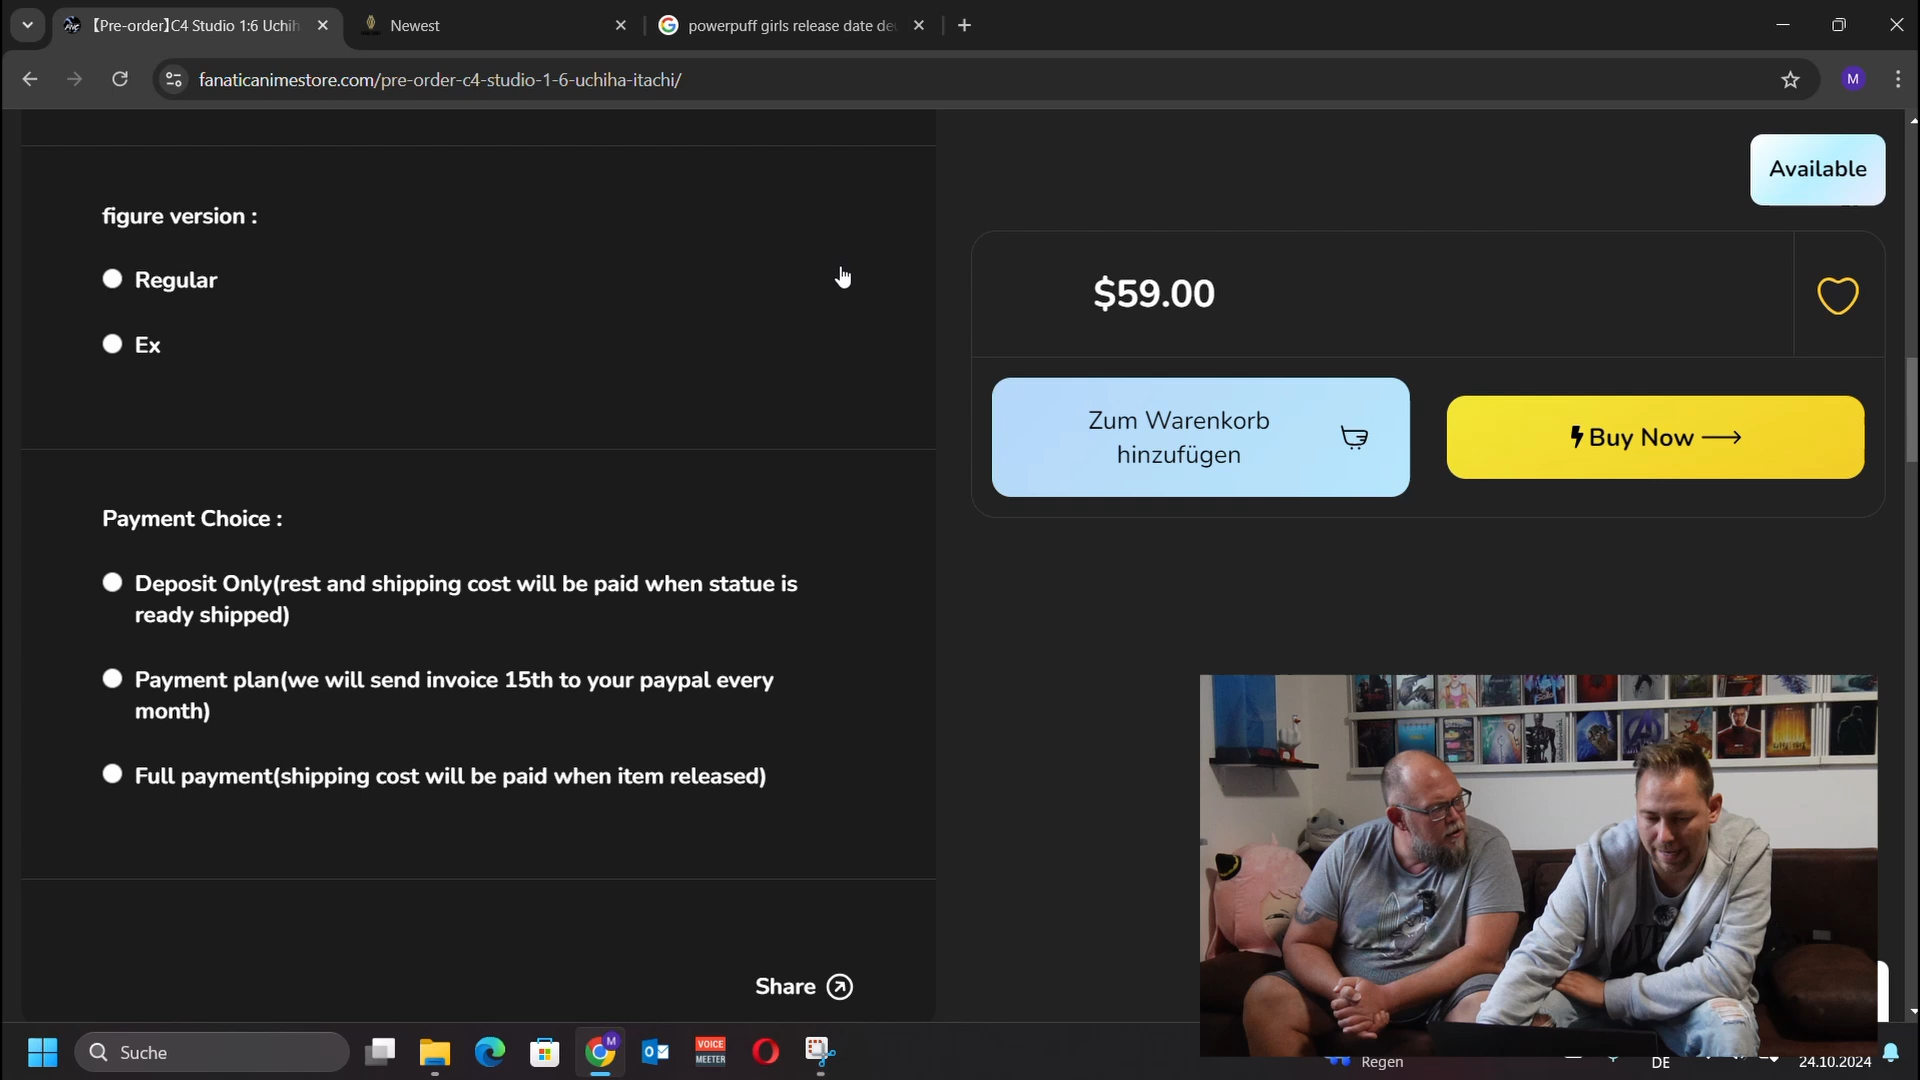 【Pre-order】C4 Studio 1:6 Uchih
Newest
powerpuff girls release date de
fanaticanimestore.com/pre-order-c4-studio-1-6-uchiha-itachi/
M
Available
figure version :
Regular
Ex
$59.00
Zum Warenkorb
hinzufügen
Buy Now
Payment Choice :
Deposit Only(rest and shipping cost will be paid when statue is
ready shipped)
Payment plan(we will send invoice 15th to your paypal every
month)
Full payment(shipping cost will be paid when item released)
Share
Suche
M
VOICE
MEETER
Regen
DE
24.10.2024